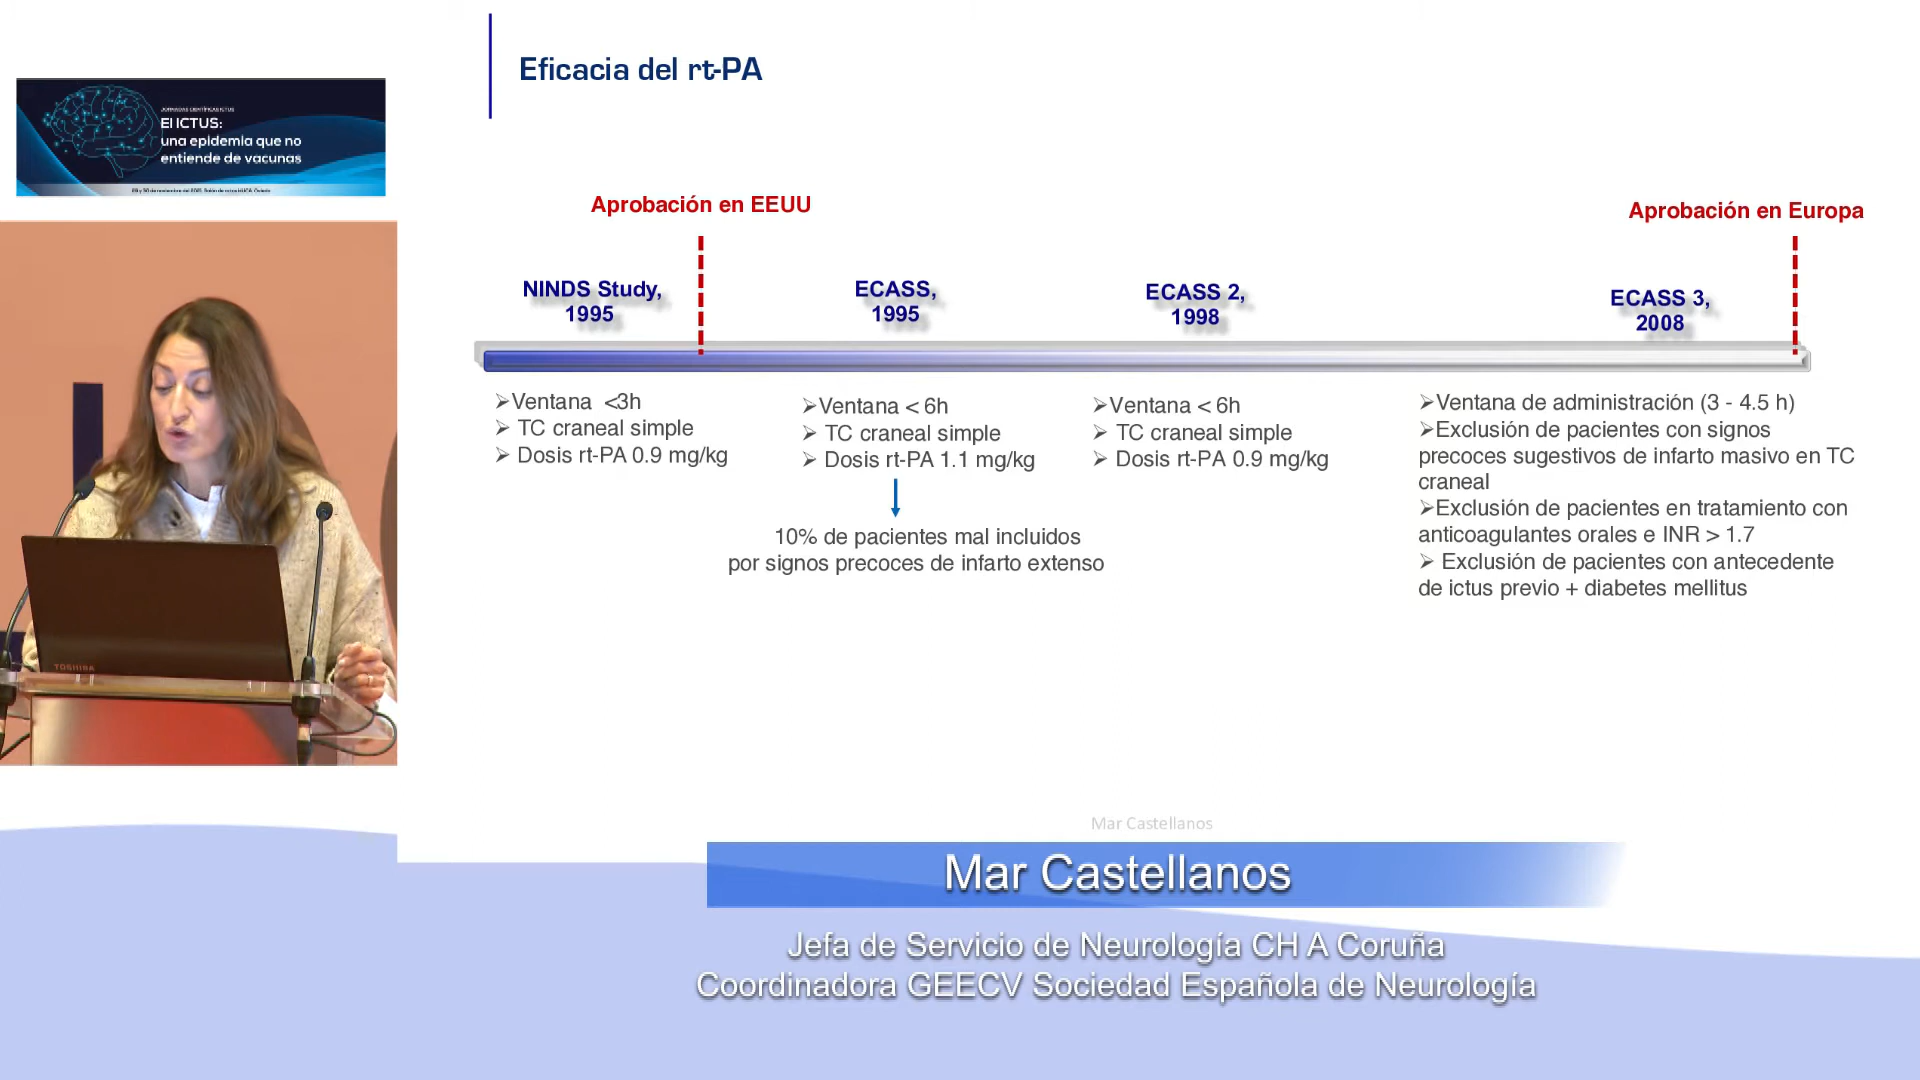 Eficacia del rt-PA
JORNADAS CIENTÍFICAS ICTUS
El ICTUS:
una epidemia que no
entiende de vacunas
Aprobación en EEUU
Aprobación en Europa
NINDS Study,
1995
ECASS,
1995
ECASS 2,
1998
ECASS 3,
2008
➢Ventana <3h
➢ TC craneal simple
➢ Dosis rt-PA 0.9 mg/kg
➢Ventana < 6h
➢ TC craneal simple
➢ Dosis rt-PA 1.1 mg/kg
10% de pacientes mal incluidos
por signos precoces de infarto extenso
➢Ventana < 6h
➢ TC craneal simple
➢ Dosis rt-PA 0.9 mg/kg
➢Ventana de administración (3 - 4.5 h)
➢Exclusión de pacientes con signos
precoces sugestivos de infarto masivo en TC
craneal
➢Exclusión de pacientes en tratamiento con
anticoagulantes orales e INR > 1.7
➢ Exclusión de pacientes con antecedente
de ictus previo + diabetes mellitus
TOSHIBA
Mar Castellanos
Mar Castellanos
Jefa de Servicio de Neurología CH A Coruña
Coordinadora GEECV Sociedad Española de Neurología